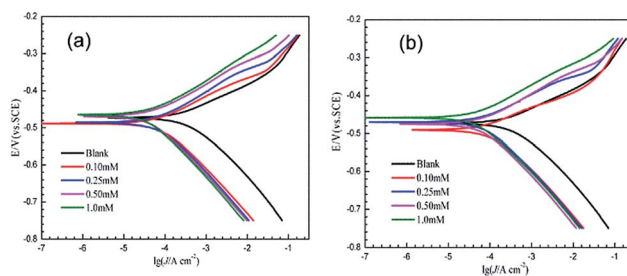 (a)
E/V(vs.SCE)
-0.2
-0.3
-0.4
-0.5
-0.6
-0.7
-0.8
Blank
0.10mM
0.25mM
0.50mM
1.0mM
-7 -6 -5 -4 -3 -2 -1 0
lg(J/A cm⁻²)
(b)
E/V(vs.SCE)
-0.2
-0.3
-0.4
-0.5
-0.6
-0.7
-0.8
Blank
0.10mM
0.25mM
0.50mM
1.0mM
-7 -6 -5 -4 -3 -2 -1
lg(J/A cm⁻²)